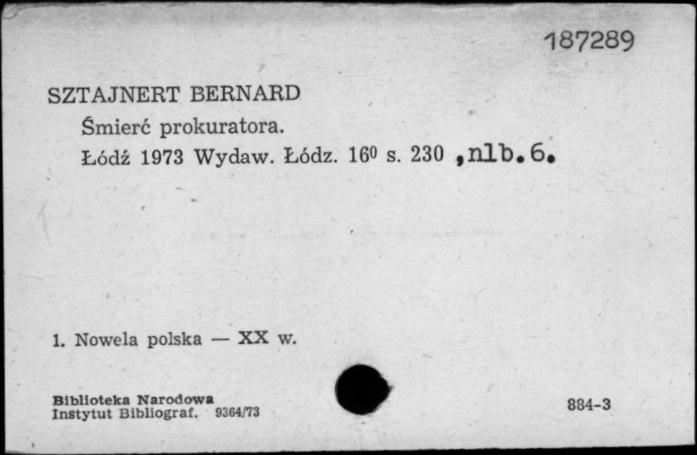 187289
SZTAJNERT BERNARD
Śmierć prokuratora.
Łódź 1973 Wydaw. Łódz. 16⁰ s. 230 ,nlb.6.
1. Nowela polska — XX w.
Biblioteka Narodowa
Instytut Bibliograf. 9364/73
884-3